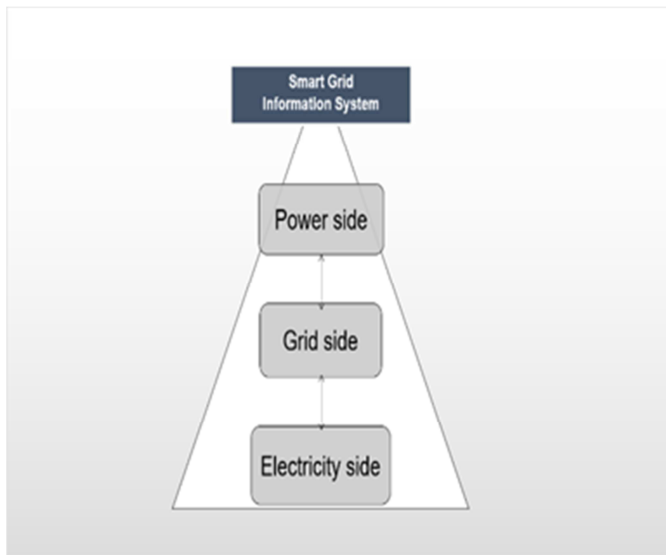 Smart Grid
Information System
Power side
Grid side
Electricity side